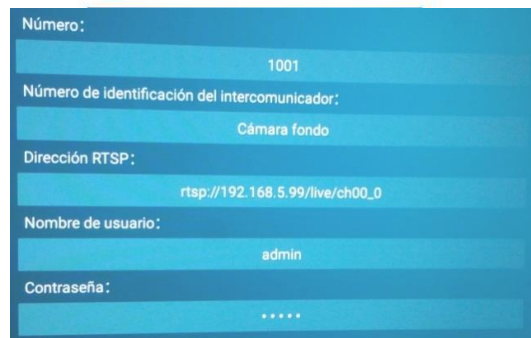 Número:
1001
Número de identificación del intercomunicador:
Cámara fondo
Dirección RTSP:
rtsp://192.168.5.99/live/ch00_0
Nombre de usuario:
admin
Contraseña:
•••••